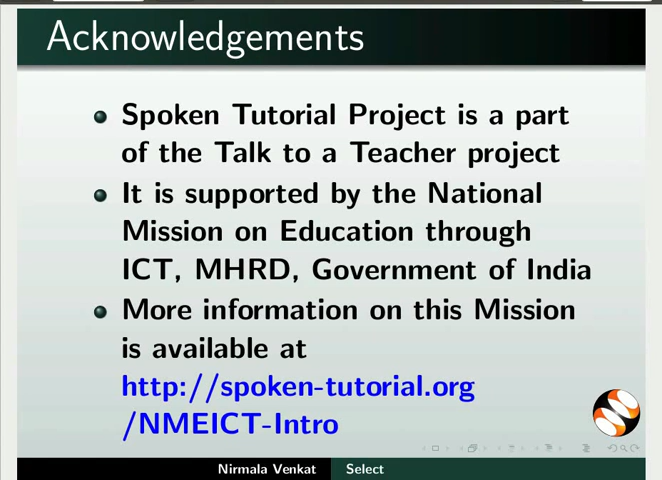 Acknowledgements
Spoken Tutorial Project is a part
of the Talk to a Teacher project
It is supported by the National
Mission on Education through
ICT, MHRD, Government of India
More information on this Mission
is available at
http://spoken-tutorial.org
/NMEICT-Intro
Nirmala Venkat Select